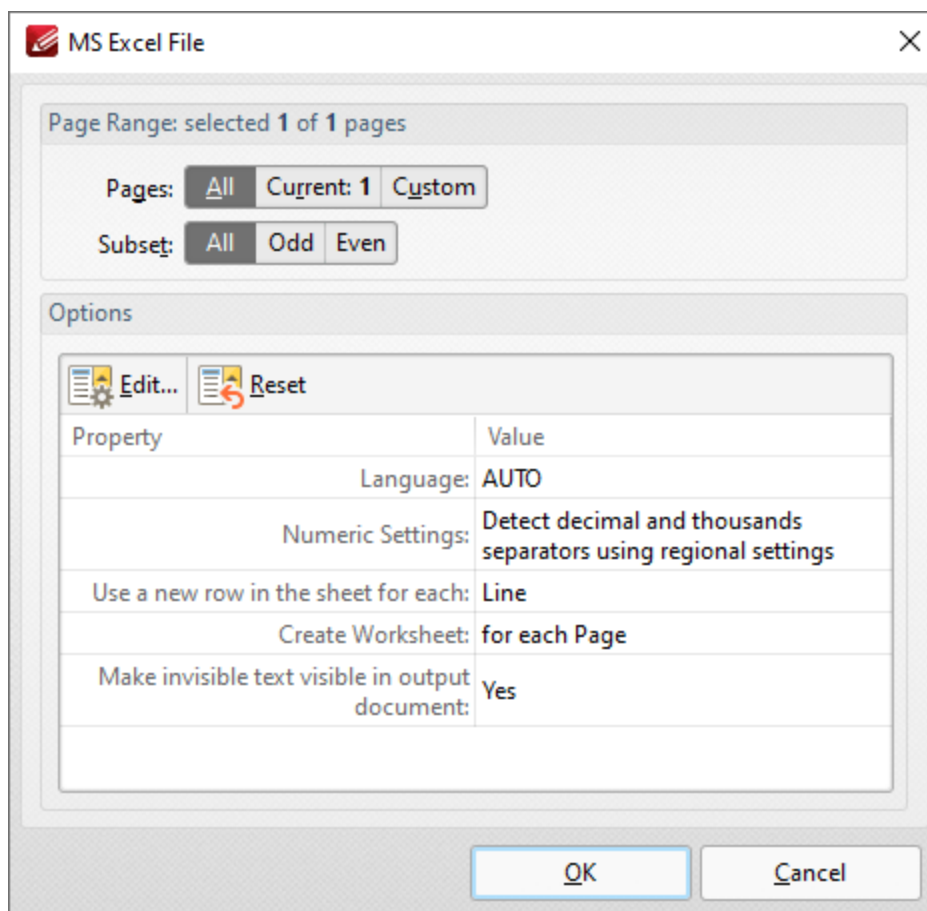 MS Excel File
Page Range: selected 1 of 1 pages
Pages: All Current: 1 Custom
Subset: All Odd Even
Options
Edit... Reset
Property Value
Language: AUTO
Numeric Settings: Detect decimal and thousands
separators using regional settings
Use a new row in the sheet for each: Line
Create Worksheet: for each Page
Make invisible text visible in output
document: Yes
OK Cancel